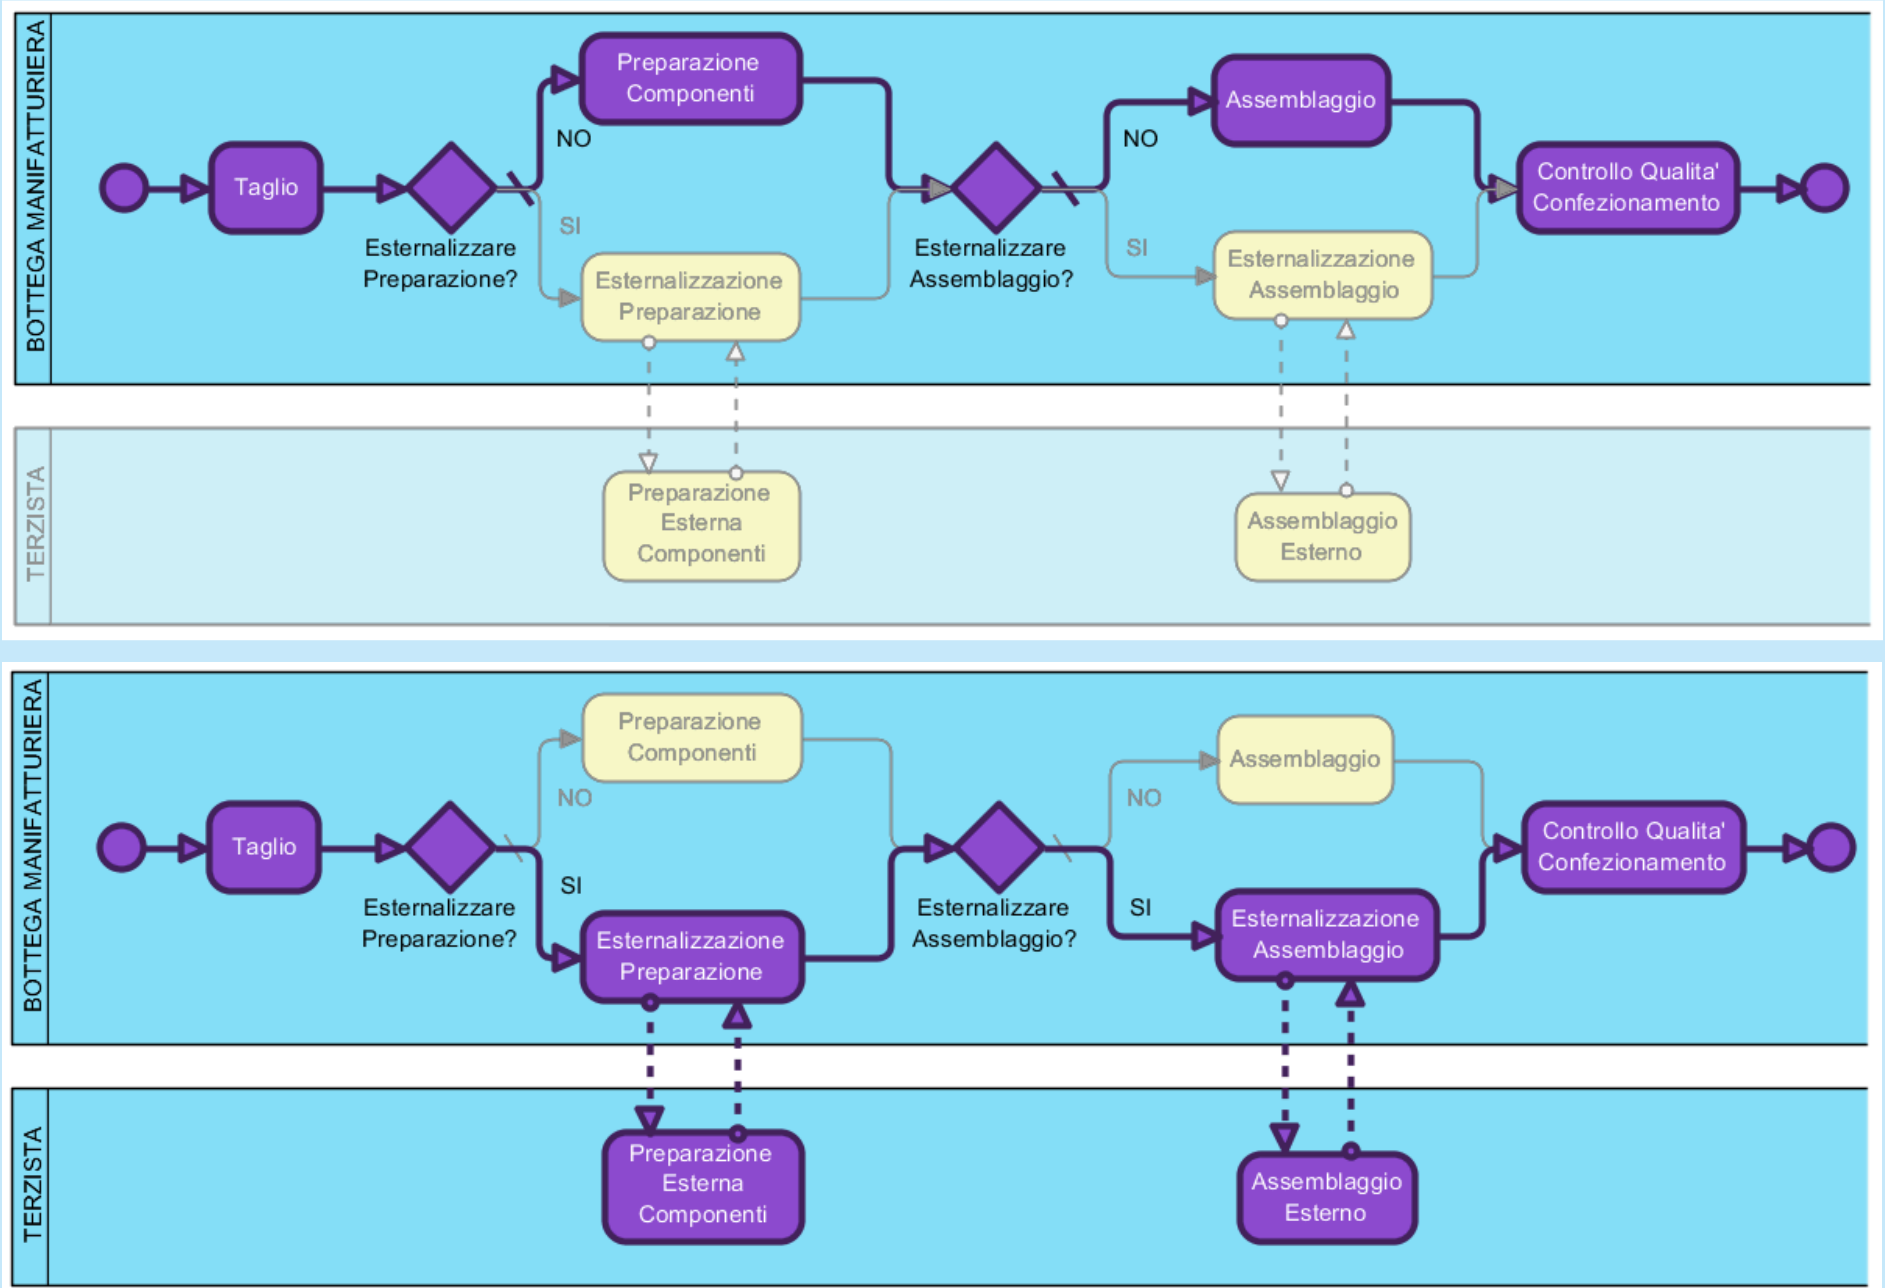 BOTTEGA MANIFATTURIERA
Taglio
Esternalizzare
Preparazione?
NO
Preparazione
Componenti
SI
Esternalizzazione
Preparazione
Esternalizzare
Assemblaggio?
NO
Assemblaggio
SI
Esternalizzazione
Assemblaggio
Controllo Qualita'
Confezionamento
TERZISTA
Preparazione
Esterna
Componenti
Assemblaggio
Esterno
BOTTEGA MANIFATTURIERA
Taglio
Esternalizzare
Preparazione?
NO
Preparazione
Componenti
SI
Esternalizzazione
Preparazione
Esternalizzare
Assemblaggio?
NO
Assemblaggio
SI
Esternalizzazione
Assemblaggio
Controllo Qualita'
Confezionamento
TERZISTA
Preparazione
Esterna
Componenti
Assemblaggio
Esterno